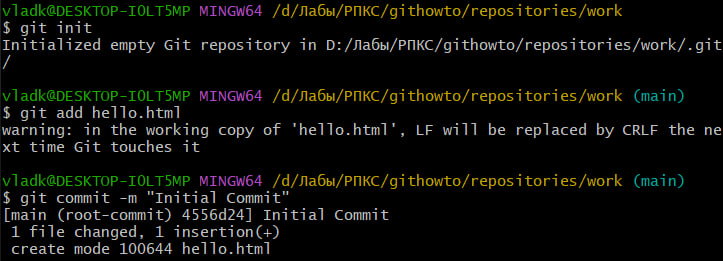 vladk@DESKTOP-I0LT5MP MINGW64 /d/Лабы/РПКС/githowto/repositories/work
$ git init
Initialized empty Git repository in D:/Лабы/РПКС/githowto/repositories/work/.git
/
vladk@DESKTOP-I0LT5MP MINGW64 /d/Лабы/РПКС/githowto/repositories/work (main)
$ git add hello.html
warning: in the working copy of 'hello.html', LF will be replaced by CRLF the ne
xt time Git touches it
vladk@DESKTOP-I0LT5MP MINGW64 /d/Лабы/РПКС/githowto/repositories/work (main)
$ git commit -m "Initial Commit"
[main (root-commit) 4556d24] Initial Commit
 1 file changed, 1 insertion(+)
 create mode 100644 hello.html